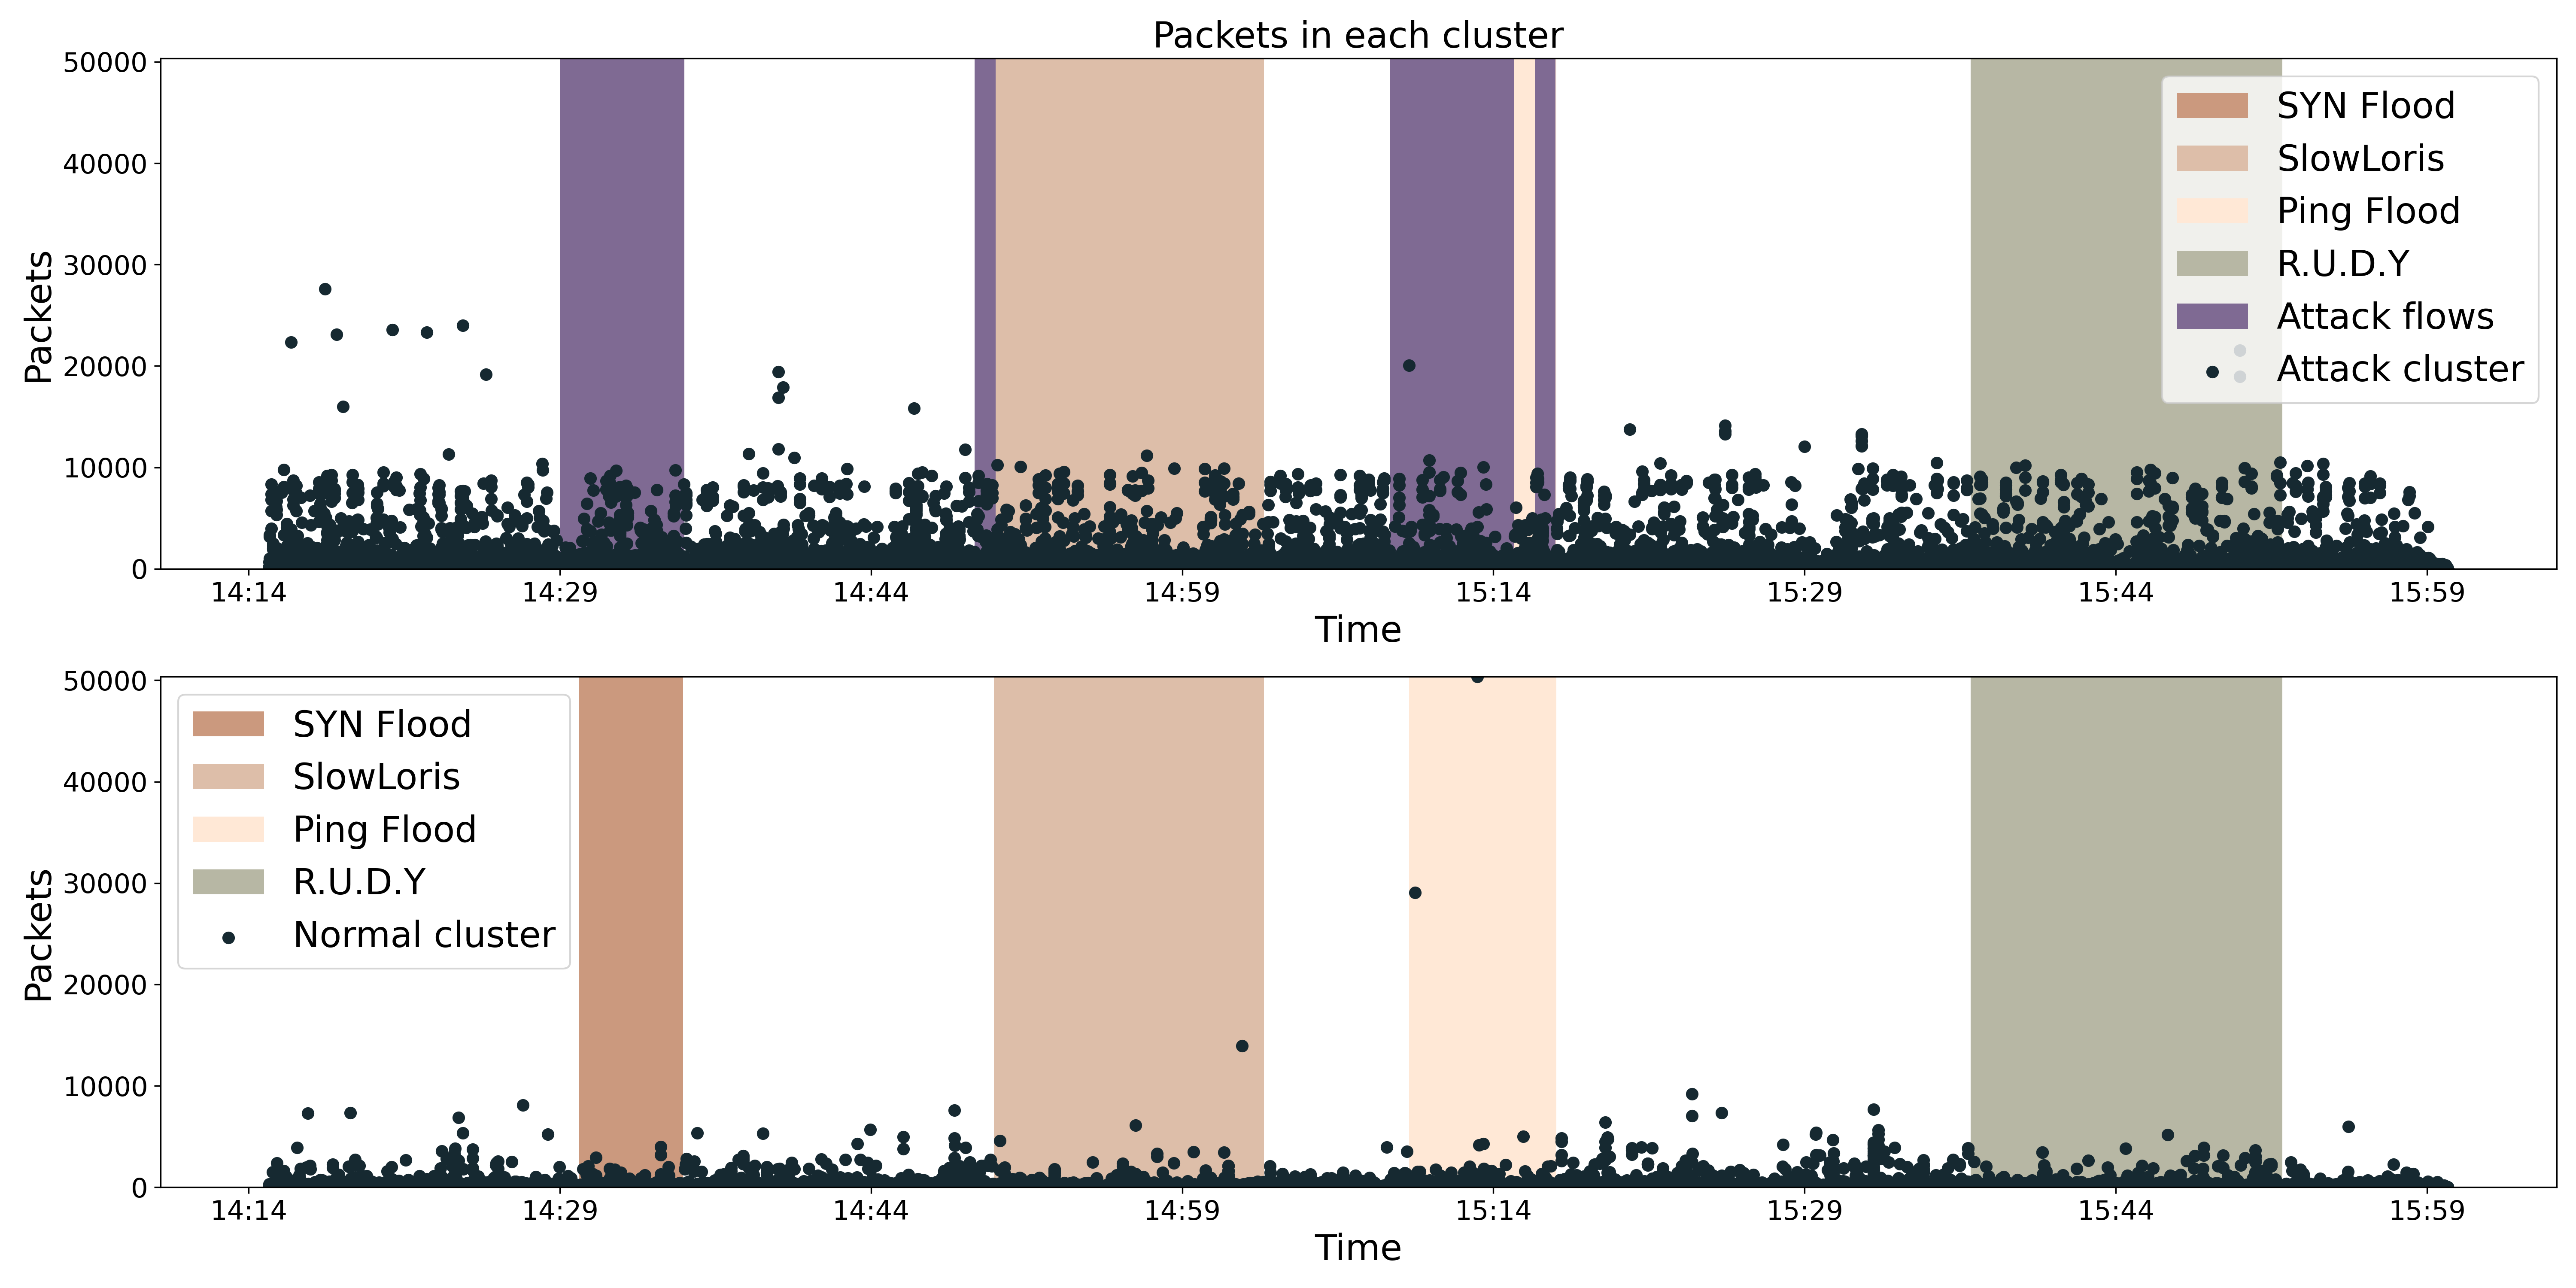 Packets in each cluster
50000
40000
30000
20000
10000
0
Packets
14:14 14:29 14:44 14:59 15:14 15:29 15:44 15:59
Time
SYN Flood
SlowLoris
Ping Flood
R.U.D.Y
Attack flows
Attack cluster
50000
40000
30000
20000
10000
0
Packets
14:14 14:29 14:44 14:59 15:14 15:29 15:44 15:59
Time
SYN Flood
SlowLoris
Ping Flood
R.U.D.Y
Normal cluster